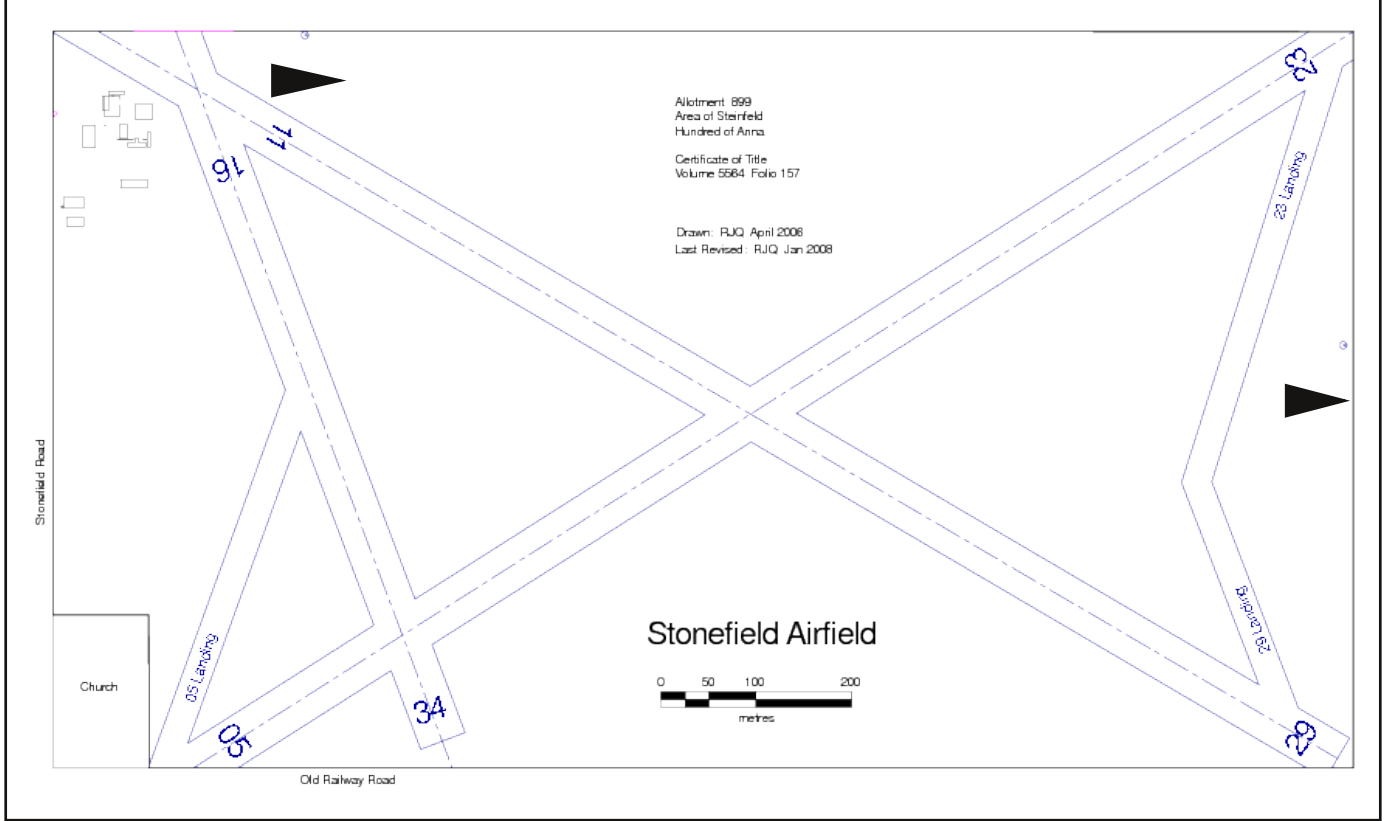 23
Allotment 899
Area of Steinfeld
Hundred of Anna
11
16
Certificate of Title
Volume 5564 Folio 157
23 Landing
Drawn: RJQ April 2006
Last Revised: RJQ Jan 2008
Stonefield Road
29 Landing
Stonefield Airfield
05 Landing
Church
0 50 100 200
metres
34
05
29
Old Railway Road